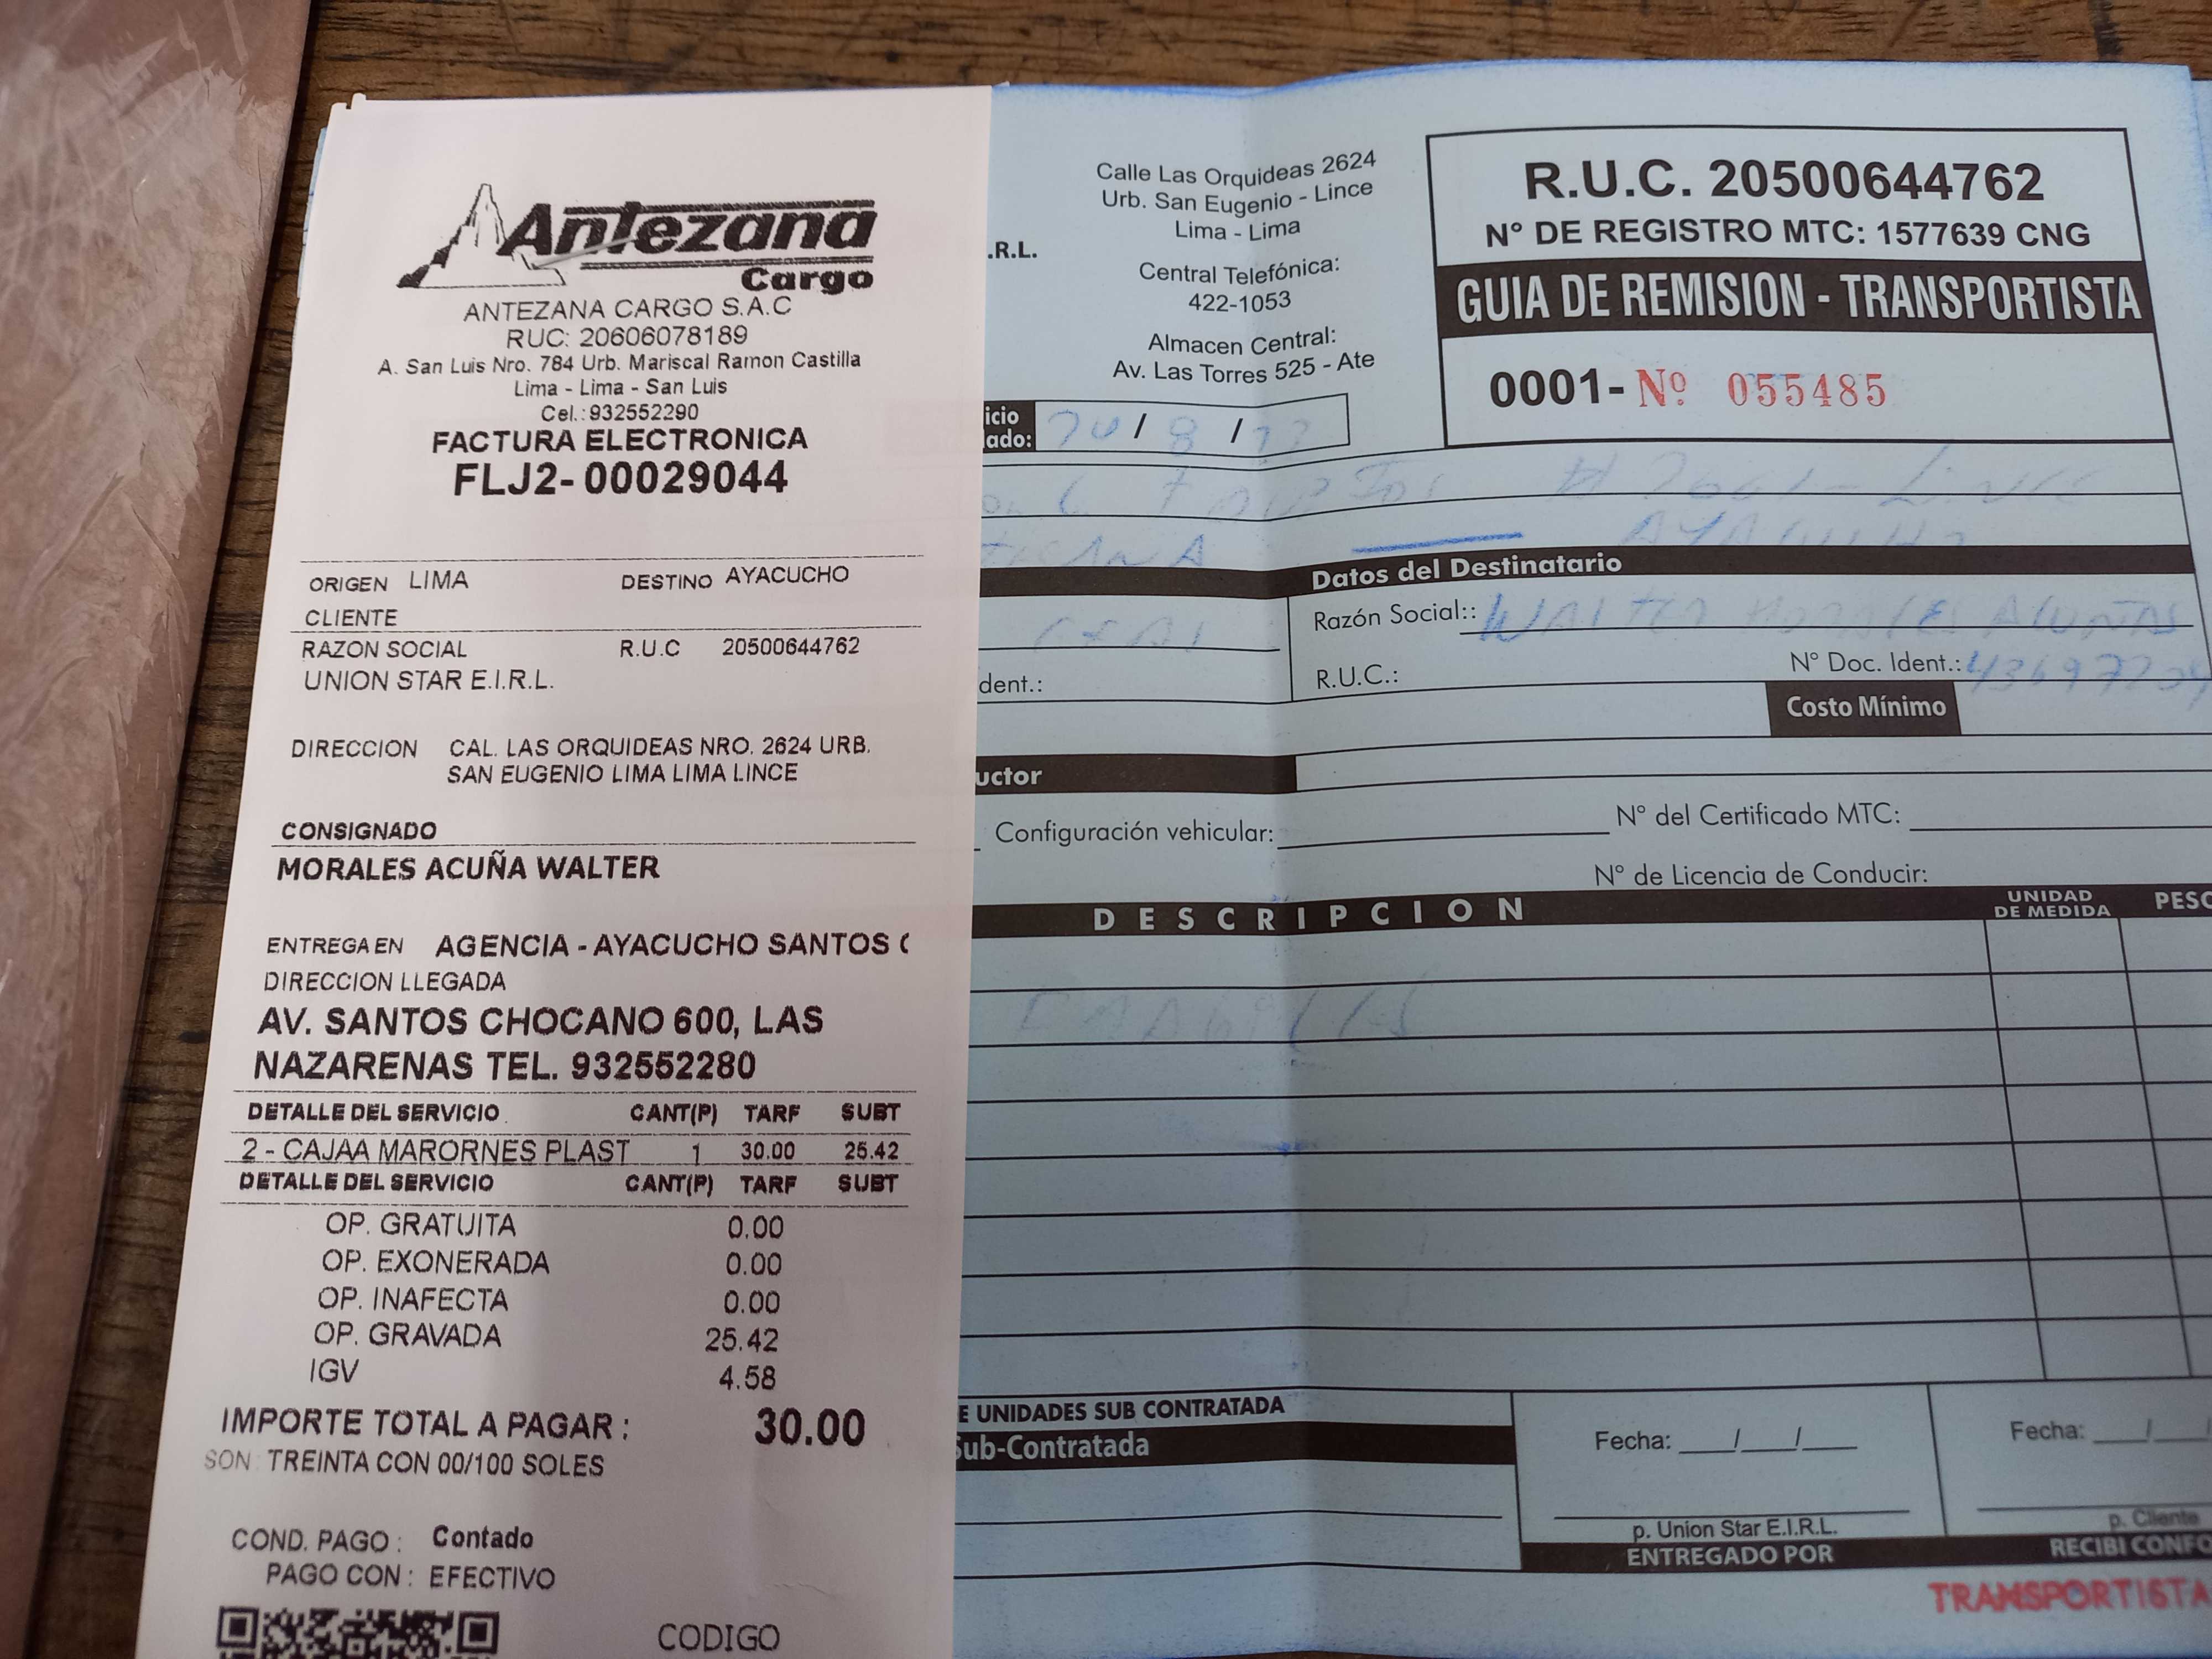 Antezana
Cargo
ANTEZANA CARGO S.A.C
RUC: 20606078189
A. San Luis Nro. 784 Urb. Mariscal Ramon Castilla
Lima - Lima - San Luis
Cel.: 932552290
FACTURA ELECTRONICA
FLJ2- 00029044
ORIGEN LIMA DESTINO AYACUCHO
CLIENTE
RAZON SOCIAL R.U.C 20500644762
UNION STAR E.I.R.L.
DIRECCION CAL. LAS ORQUIDEAS NRO. 2624 URB.
SAN EUGENIO LIMA LIMA LINCE
CONSIGNADO
MORALES ACUÑA WALTER
ENTREGA EN AGENCIA - AYACUCHO SANTOS C
DIRECCION LLEGADA
AV. SANTOS CHOCANO 600, LAS
NAZARENAS TEL. 932552280
DETALLE DEL SERVICIO CANT(P) TARF SUBT
2 - CAJAA MARORNES PLAST 1 30.00 25.42
DETALLE DEL SERVICIO CANT(P) TARF SUBT
OP. GRATUITA 0.00
OP. EXONERADA 0.00
OP. INAFECTA 0.00
OP. GRAVADA 25.42
IGV 4.58
IMPORTE TOTAL A PAGAR : 30.00
SON: TREINTA CON 00/100 SOLES
COND. PAGO : Contado
PAGO CON : EFECTIVO
CODIGO
.R.L.
Calle Las Orquideas 2624
Urb. San Eugenio - Lince
Lima - Lima
Central Telefónica:
422-1053
Almacen Central:
Av. Las Torres 525 - Ate
R.U.C. 20500644762
N° DE REGISTRO MTC: 1577639 CNG
GUIA DE REMISION - TRANSPORTISTA
0001- Nº 055485
icio
ado: / 8 /
AYACUCHO
Datos del Destinatario
Razón Social:: WALTER MORALES
dent.: R.U.C.: N° Doc. Ident.:
Costo Mínimo
uctor
Configuración vehicular: N° del Certificado MTC:
N° de Licencia de Conducir:
DESCRIPCION UNIDAD DE MEDIDA PESO
E UNIDADES SUB CONTRATADA
Sub-Contratada
Fecha: / / Fecha: / /
p. Union Star E.I.R.L. p. Cliente
ENTREGADO POR RECIBI CONFO
TRANSPORTISTA